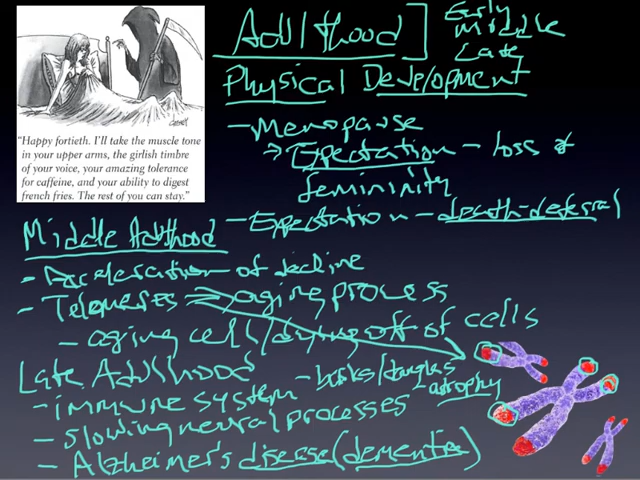 Adulthood
Early
Middle
Late
Physical Development
- Menopause
→ Expectation - loss of
femininity
- Expectation - death-deferral
"Happy fortieth. I'll take the muscle tone
in your upper arms, the girlish timbre
of your voice, your amazing tolerance
for caffeine, and your ability to digest
french fries. The rest of you can stay."
Middle Adulthood
- Acceleration of decline
- Telomeres aging process
- aging cell/dying off of cells
Late Adulthood
- immune system
- slowing neural processes
- Alzheimer's disease (dementia)
tangles
- atrophy